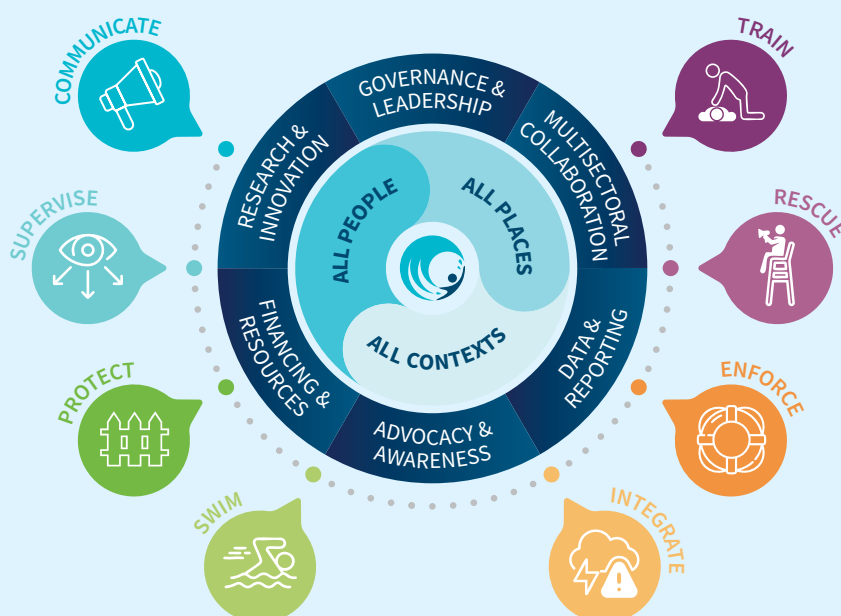 COMMUNICATE
TRAIN
GOVERNANCE &
LEADERSHIP
RESEARCH &
INNOVATION
MULTISECTORAL
COLLABORATION
ALL PEOPLE
ALL PLACES
SUPERVISE
RESCUE
ALL CONTEXTS
FINANCING &
RESOURCES
DATA &
REPORTING
PROTECT
ENFORCE
ADVOCACY &
AWARENESS
SWIM
INTEGRATE